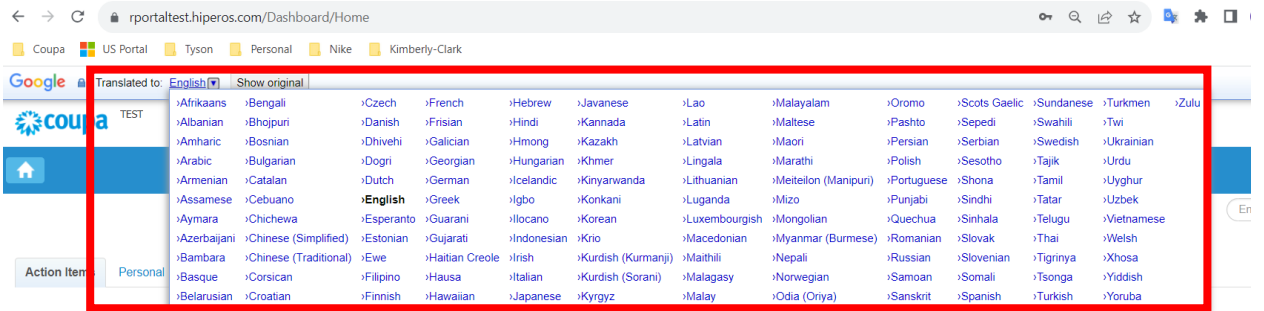 rportaltest.hiperos.com/Dashboard/Home
Coupa US Portal Tyson Personal Nike Kimberly-Clark
Google Translated to: English Show original
›Afrikaans ›Bengali ›Czech ›French ›Hebrew ›Javanese ›Lao ›Malayalam ›Oromo ›Scots Gaelic ›Sundanese ›Turkmen ›Zulu
coupa TEST ›Albanian ›Bhojpuri ›Danish ›Frisian ›Hindi ›Kannada ›Latin ›Maltese ›Pashto ›Sepedi ›Swahili ›Twi
›Amharic ›Bosnian ›Dhivehi ›Galician ›Hmong ›Kazakh ›Latvian ›Maori ›Persian ›Serbian ›Swedish ›Ukrainian
›Arabic ›Bulgarian ›Dogri ›Georgian ›Hungarian ›Khmer ›Lingala ›Marathi ›Polish ›Sesotho ›Tajik ›Urdu
›Armenian ›Catalan ›Dutch ›German ›Icelandic ›Kinyarwanda ›Lithuanian ›Meiteilon (Manipuri) ›Portuguese ›Shona ›Tamil ›Uyghur
›Assamese ›Cebuano ›English ›Greek ›Igbo ›Konkani ›Luganda ›Mizo ›Punjabi ›Sindhi ›Tatar ›Uzbek
›Aymara ›Chichewa ›Esperanto ›Guarani ›Ilocano ›Korean ›Luxembourgish ›Mongolian ›Quechua ›Sinhala ›Telugu ›Vietnamese En
›Azerbaijani ›Chinese (Simplified) ›Estonian ›Gujarati ›Indonesian ›Krio ›Macedonian ›Myanmar (Burmese) ›Romanian ›Slovak ›Thai ›Welsh
›Bambara ›Chinese (Traditional) ›Ewe ›Haitian Creole ›Irish ›Kurdish (Kurmanji) ›Maithili ›Nepali ›Russian ›Slovenian ›Tigrinya ›Xhosa
Action Items Personal ›Basque ›Corsican ›Filipino ›Hausa ›Italian ›Kurdish (Sorani) ›Malagasy ›Norwegian ›Samoan ›Somali ›Tsonga ›Yiddish
›Belarusian ›Croatian ›Finnish ›Hawaiian ›Japanese ›Kyrgyz ›Malay ›Odia (Oriya) ›Sanskrit ›Spanish ›Turkish ›Yoruba